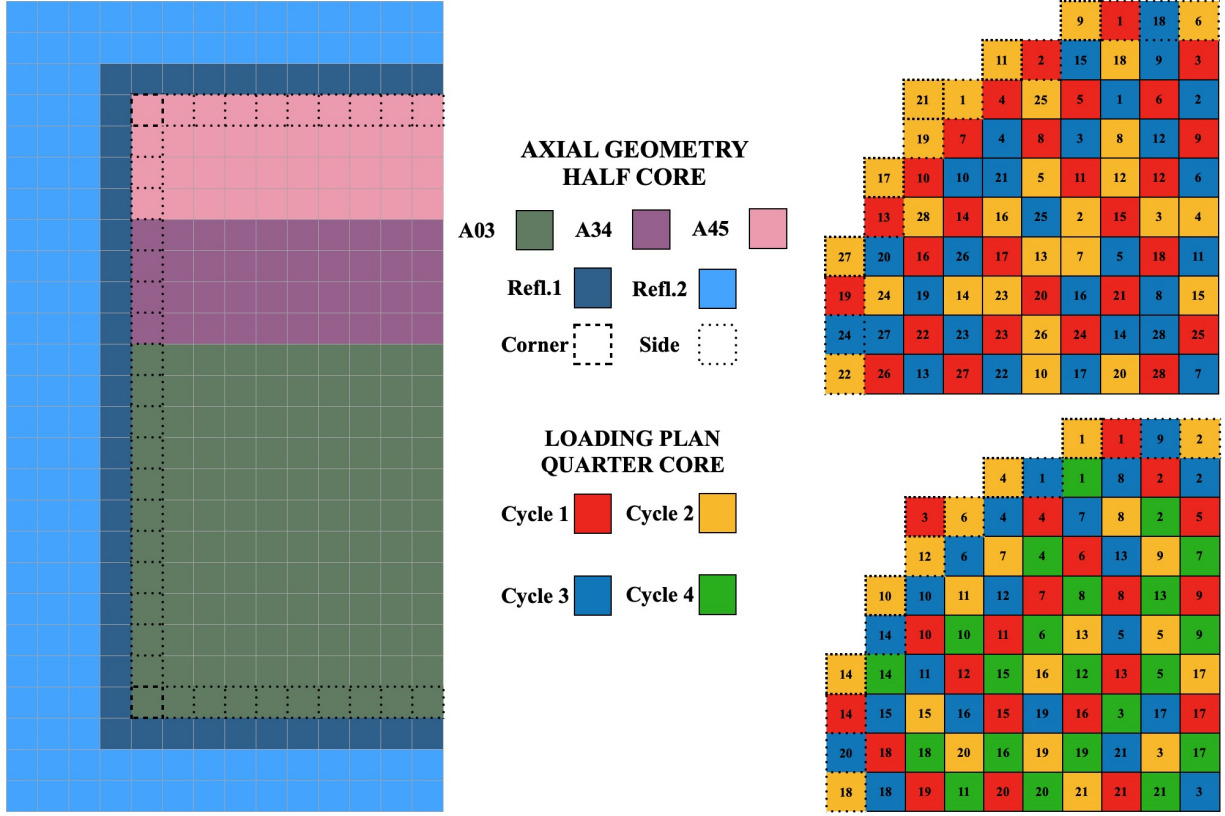 AXIAL GEOMETRY
HALF CORE
A03 A34 A45
Refl.1 Refl.2
Corner Side
LOADING PLAN
QUARTER CORE
Cycle 1 Cycle 2
Cycle 3 Cycle 4
9 1 18 6
11 2 15 18 9 3
21 1 4 25 5 1 6 2
19 7 4 8 3 8 12 9
17 10 10 21 5 11 12 12 6
13 28 14 16 25 2 15 3 4
27 20 16 26 17 13 7 5 18 11
19 24 19 14 23 20 16 21 8 15
24 27 22 23 23 26 24 14 28 25
22 26 13 27 22 10 17 20 28 7
1 1 9 2
4 1 1 8 2 2
3 6 4 4 7 8 2 5
12 6 7 4 6 13 9 7
10 10 11 12 7 8 8 13 9
14 10 10 11 6 13 5 5 9
14 14 11 12 15 16 12 13 5 17
14 15 15 16 15 19 16 3 17 17
20 18 18 20 16 19 19 21 3 17
18 18 19 11 20 20 21 21 21 3